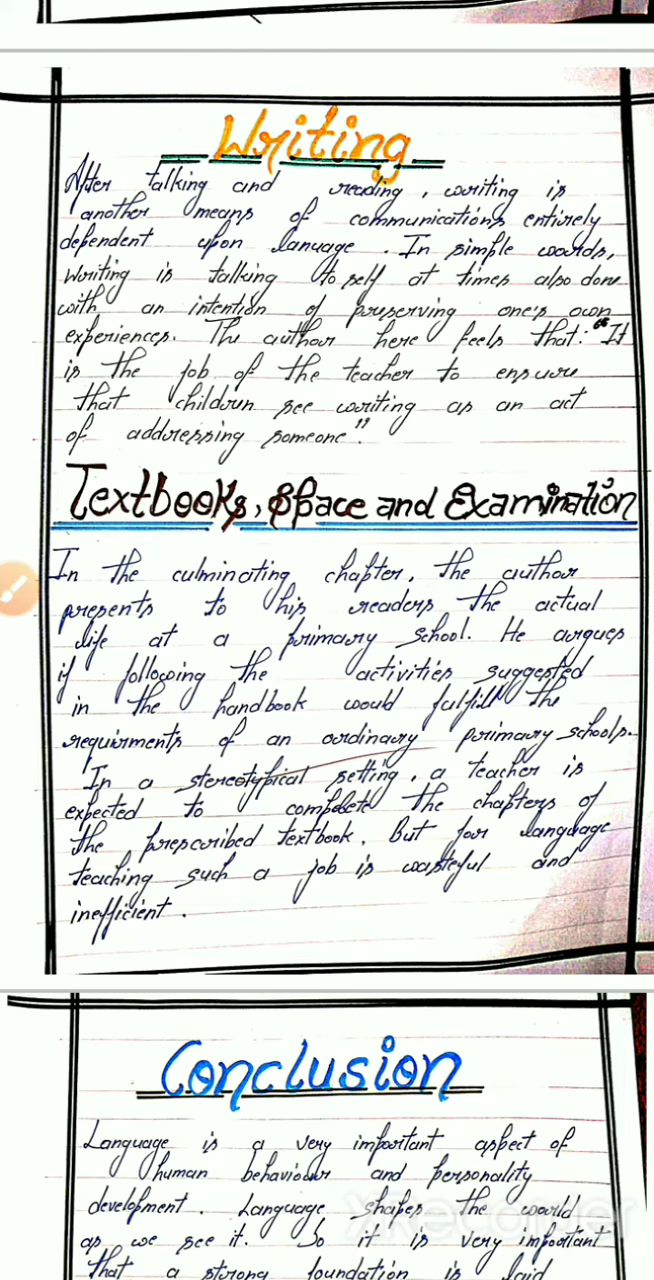 Writing
After talking and reading, writing is
another means of communications entirely
dependent upon lanuage. In simple words,
Writing is talking to self at times also done
with an intention of preserving one's own
experiences. The author here feels that: "It
is the job of the teacher to ensure
that children see writing as an act
of addressing someone".
Textbooks, Space and Examination
In the culminating chapter, the author
presents to his readers the actual
life at a primary school. He argues
if following the activities suggested
in the handbook would fulfill the
requirments of an ordinary primary schools.
In a stereotypical setting, a teacher is
expected to complete the chapters of
the prescribed textbook. But for language
teaching such a job is wasteful and
inefficient.
Conclusion
Language is a very important aspect of
human behaviour and personality
development. Language shapes the world
as we see it. So it is very important
that a strong foundation is laid
XRecorder